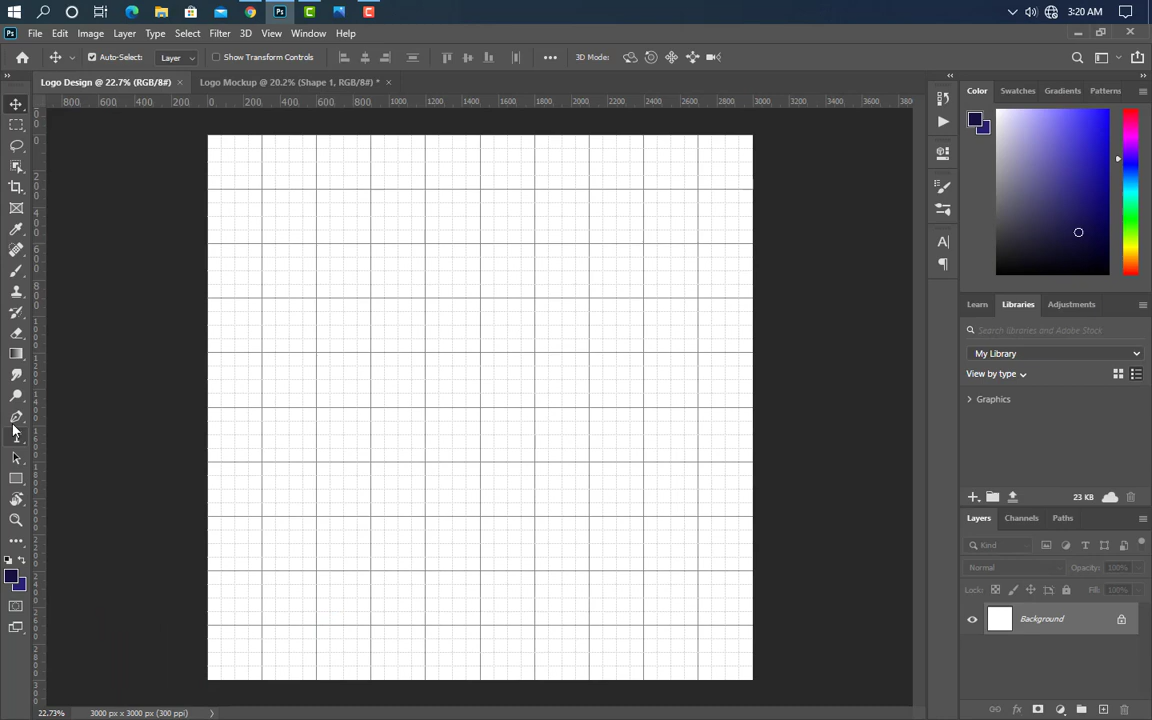 3:20 AM
Ps File Edit Image Layer Type Select Filter 3D View Window Help
Auto-Select: Layer Show Transform Controls 3D Mode:
Logo Design @ 22.7% (RGB/8#) × Logo Mockup @ 20.2% (Shape 1, RGB/8#) * ×
800 600 400 200 0 200 400 600 800 1000 1200 1400 1600 1800 2000 2200 2400 2600 2800 3000 3200 3400 3600 3800
Color Swatches Gradients Patterns
Learn Libraries Adjustments
Search libraries and Adobe Stock
My Library
View by type
Graphics
23 KB
Layers Channels Paths
Kind
Normal Opacity: 100%
Lock: Fill: 100%
Background
22.73% 3000 px x 3000 px (300 ppi)